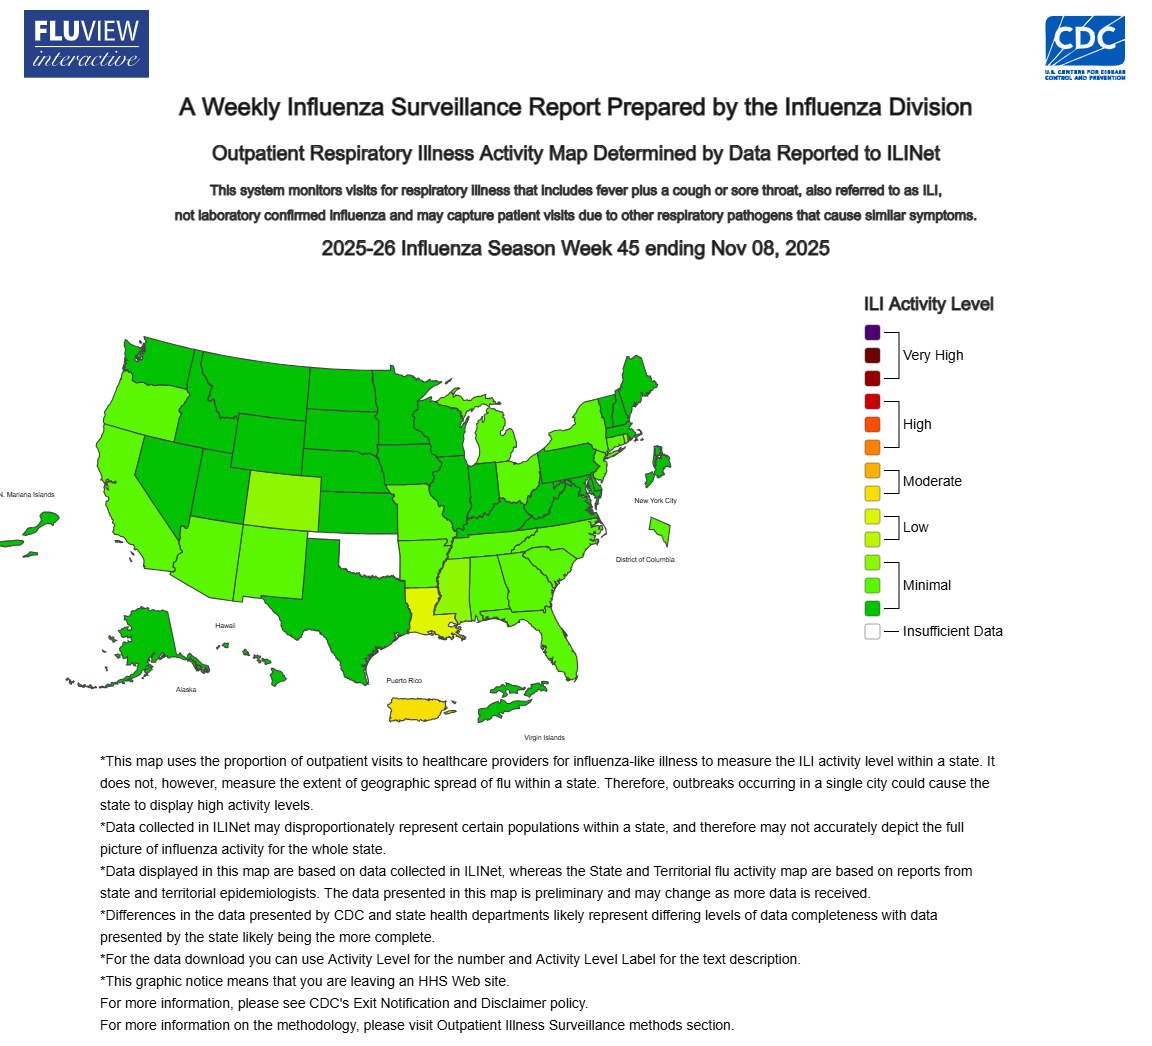 FLUVIEW
interactive
CDC
U.S. CENTERS FOR DISEASE
CONTROL AND PREVENTION
A Weekly Influenza Surveillance Report Prepared by the Influenza Division
Outpatient Respiratory Illness Activity Map Determined by Data Reported to ILINet
This system monitors visits for respiratory illness that includes fever plus a cough or sore throat, also referred to as ILI,
not laboratory confirmed influenza and may capture patient visits due to other respiratory pathogens that cause similar symptoms.
2025-26 Influenza Season Week 45 ending Nov 08, 2025
ILI Activity Level
Very High
High
Moderate
Low
Minimal
Insufficient Data
N. Mariana Islands
New York City
District of Columbia
Hawaii
Alaska
Puerto Rico
Virgin Islands
*This map uses the proportion of outpatient visits to healthcare providers for influenza-like illness to measure the ILI activity level within a state. It
does not, however, measure the extent of geographic spread of flu within a state. Therefore, outbreaks occurring in a single city could cause the
state to display high activity levels.
*Data collected in ILINet may disproportionately represent certain populations within a state, and therefore may not accurately depict the full
picture of influenza activity for the whole state.
*Data displayed in this map are based on data collected in ILINet, whereas the State and Territorial flu activity map are based on reports from
state and territorial epidemiologists. The data presented in this map is preliminary and may change as more data is received.
*Differences in the data presented by CDC and state health departments likely represent differing levels of data completeness with data
presented by the state likely being the more complete.
*For the data download you can use Activity Level for the number and Activity Level Label for the text description.
*This graphic notice means that you are leaving an HHS Web site.
For more information, please see CDC's Exit Notification and Disclaimer policy.
For more information on the methodology, please visit Outpatient Illness Surveillance methods section.